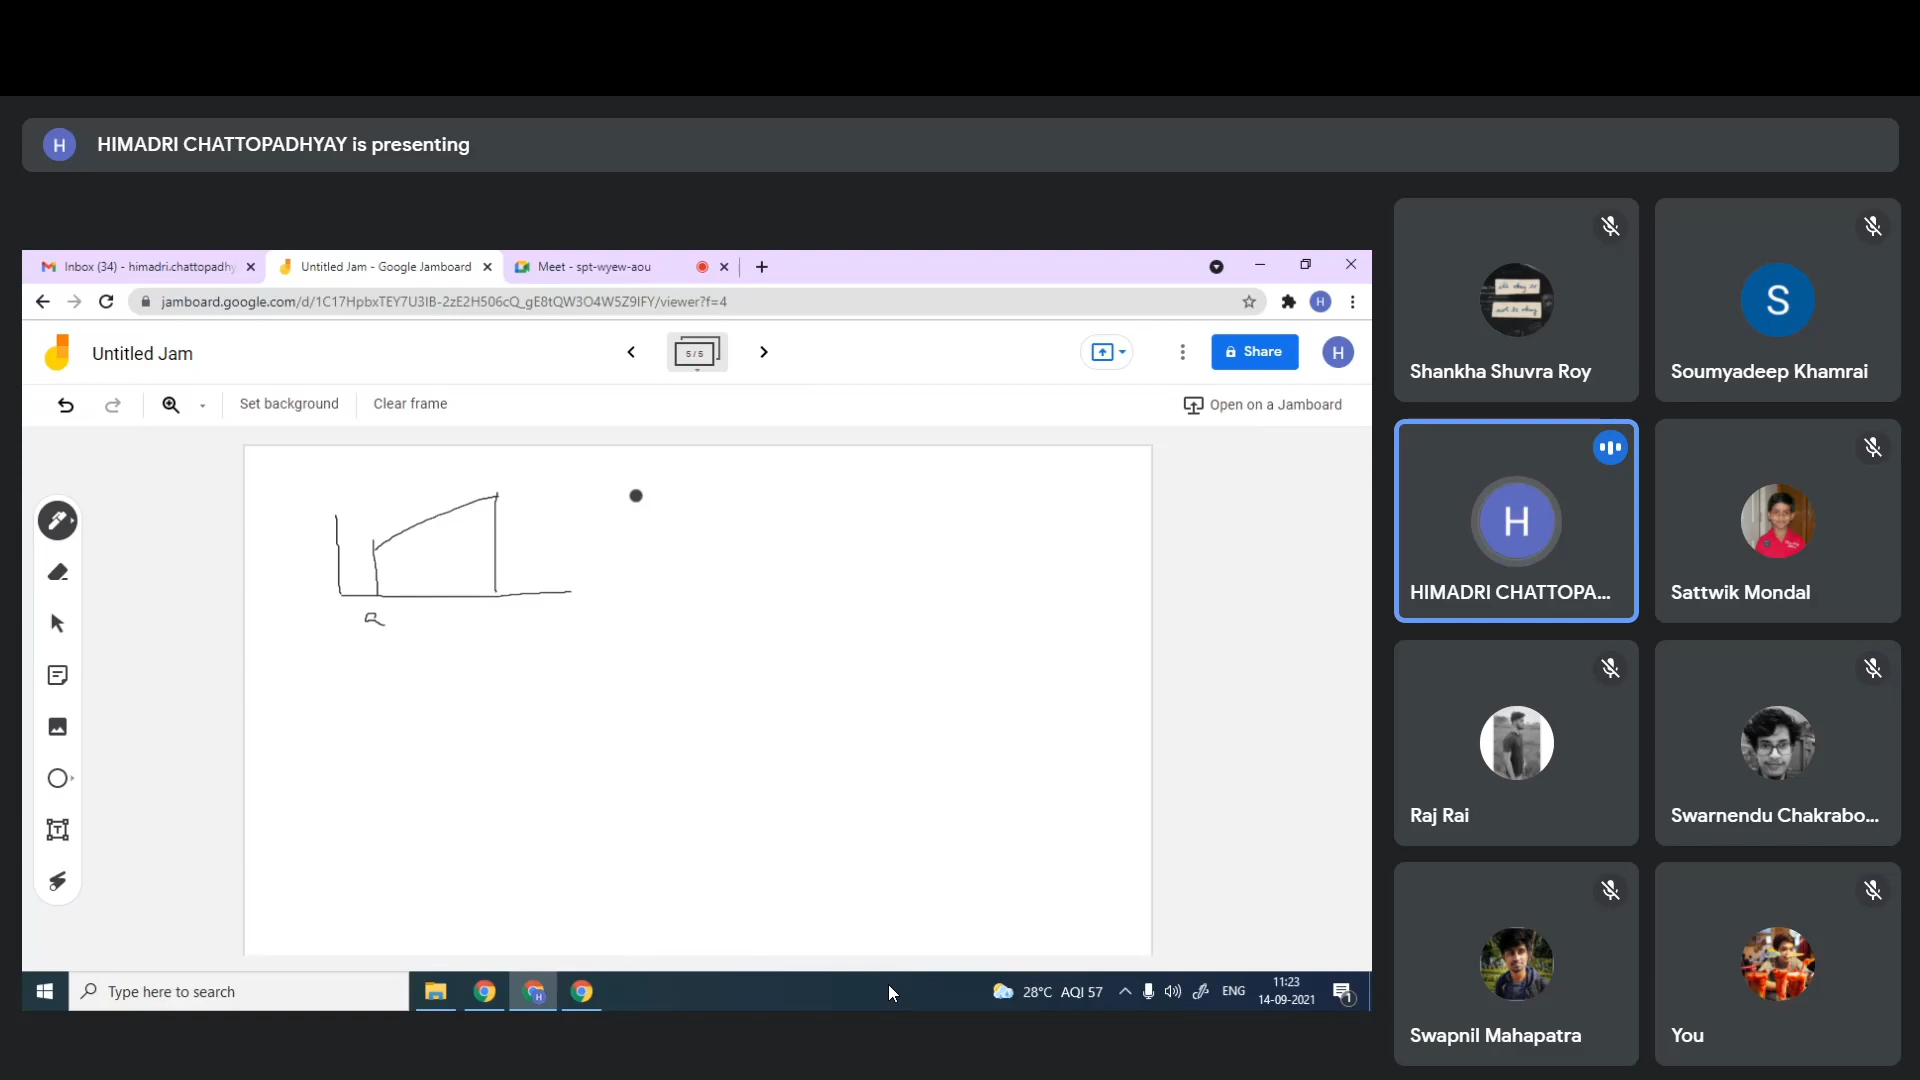 H HIMADRI CHATTOPADHYAY is presenting
Inbox (34) - himadri.chattopadhy
Untitled Jam - Google Jamboard
Meet - spt-wyew-aou
jamboard.google.com/d/1C17HpbxTEY7U3IB-2zE2H506cQ_gE8tQW3O4W5Z9IFY/viewer?f=4
H
Untitled Jam
5 / 5
Share
H
Set background
Clear frame
Open on a Jamboard
a
Type here to search
H
28°C AQI 57
ENG
11:23
14-09-2021
1
Shankha Shuvra Roy
S
Soumyadeep Khamrai
H
HIMADRI CHATTOPA...
Sattwik Mondal
Raj Rai
Swarnendu Chakrabo...
Swapnil Mahapatra
You